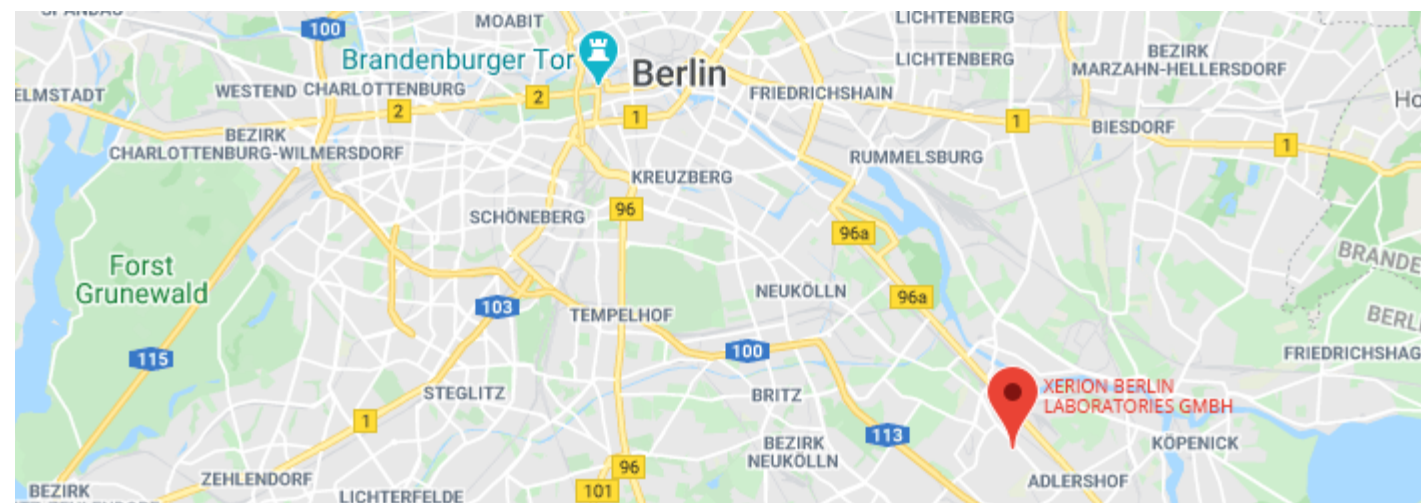 MOABIT
LICHTENBERG
100
Brandenburger Tor
Berlin
LICHTENBERG
BEZIRK
MARZAHN-HELLERSDORF
ELMSTADT
WESTEND
CHARLOTTENBURG
2
2
1
FRIEDRICHSHAIN
1
BIESDORF
1
BEZIRK
CHARLOTTENBURG-WILMERSDORF
RUMMELSBURG
KREUZBERG
SCHÖNEBERG
96
96a
Forst
Grunewald
BRANDE
NEUKÖLLN
96a
103
TEMPELHOF
BERL
115
100
FRIEDRICHSHAG
STEGLITZ
BRITZ
XERION BERLIN
LABORATORIES GMBH
1
113
BEZIRK
NEUKÖLLN
KÖPENICK
96
ZEHLENDORF
101
ADLERSHOF
BEZIRK
LICHTERFELDE